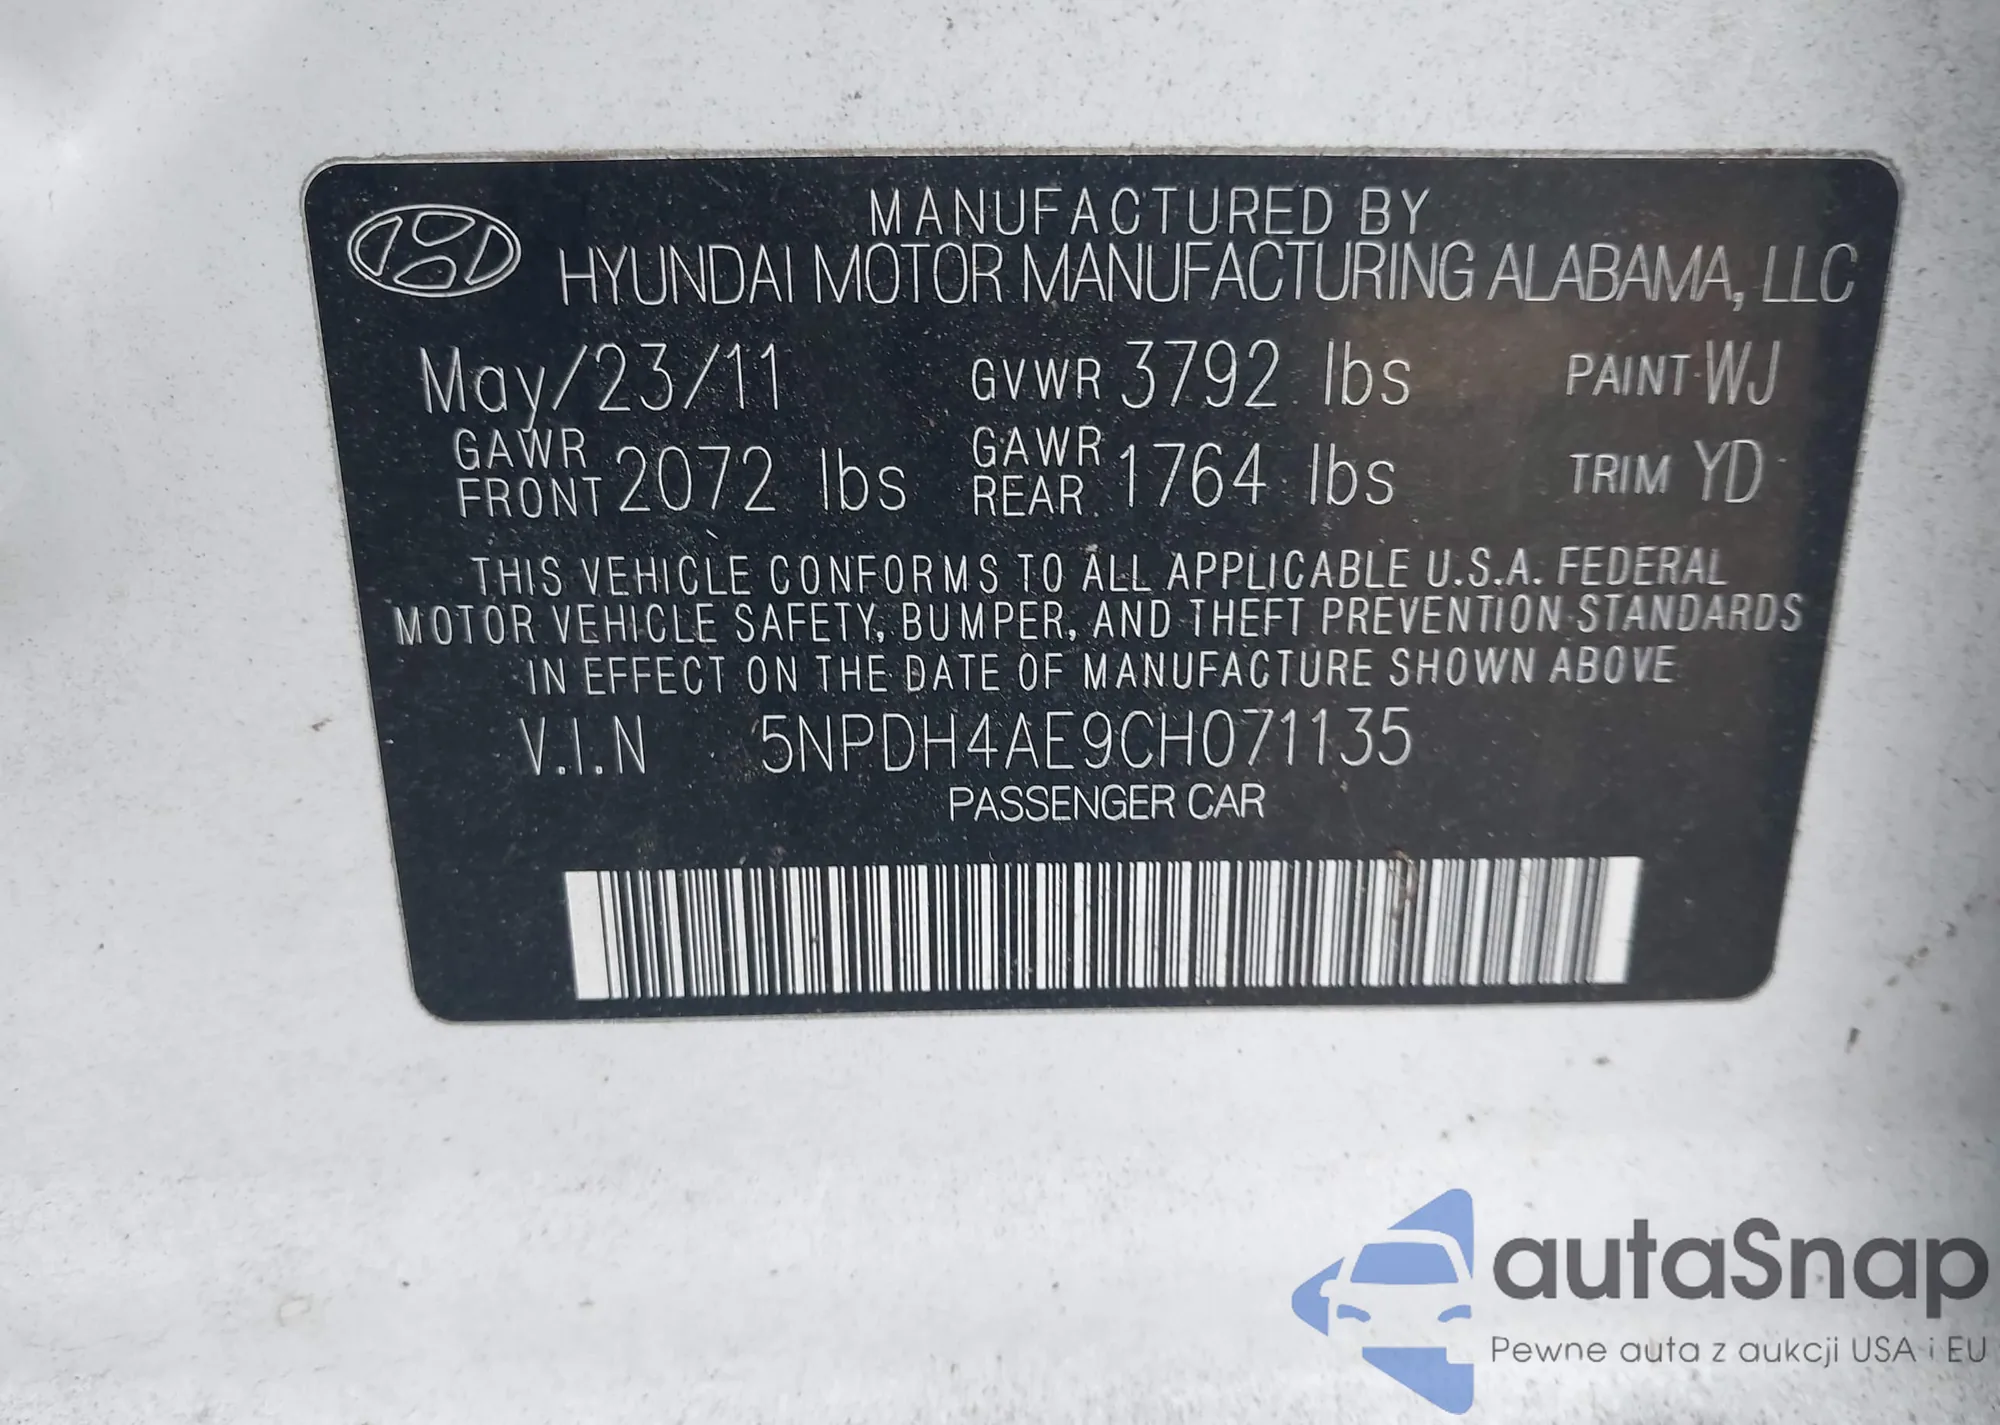 MANUFACTURED BY
HYUNDAI MOTOR MANUFACTURING ALABAMA, LLC
May/23/11 GVWR 3792 lbs PAINT WJ
GAWR FRONT 2072 lbs GAWR REAR 1764 lbs TRIM YD
THIS VEHICLE CONFORMS TO ALL APPLICABLE U.S.A. FEDERAL
MOTOR VEHICLE SAFETY, BUMPER, AND THEFT PREVENTION STANDARDS
IN EFFECT ON THE DATE OF MANUFACTURE SHOWN ABOVE
V.I.N 5NPDH4AE9CH071135
PASSENGER CAR
autaSnap
Pewne auta z aukcji USA i EU